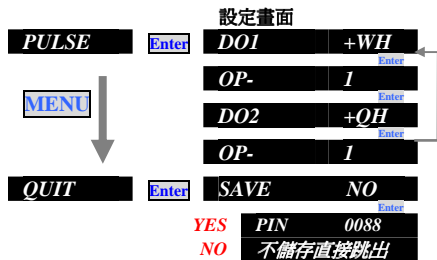 設定畫面
PULSE Enter DO1 +WH
Enter
OP- 1
MENU Enter
DO2 +QH
Enter
OP- 1
QUIT Enter SAVE NO
Enter
YES PIN 0088
NO 不儲存直接跳出